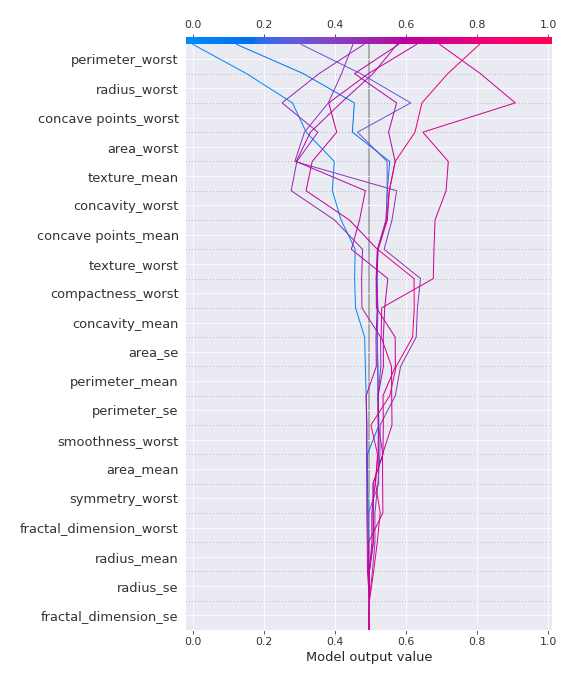 0.0 0.2 0.4 0.6 0.8 1.0
perimeter_worst
radius_worst
concave points_worst
area_worst
texture_mean
concavity_worst
concave points_mean
texture_worst
compactness_worst
concavity_mean
area_se
perimeter_mean
perimeter_se
smoothness_worst
area_mean
symmetry_worst
fractal_dimension_worst
radius_mean
radius_se
fractal_dimension_se
0.0 0.2 0.4 0.6 0.8 1.0
Model output value